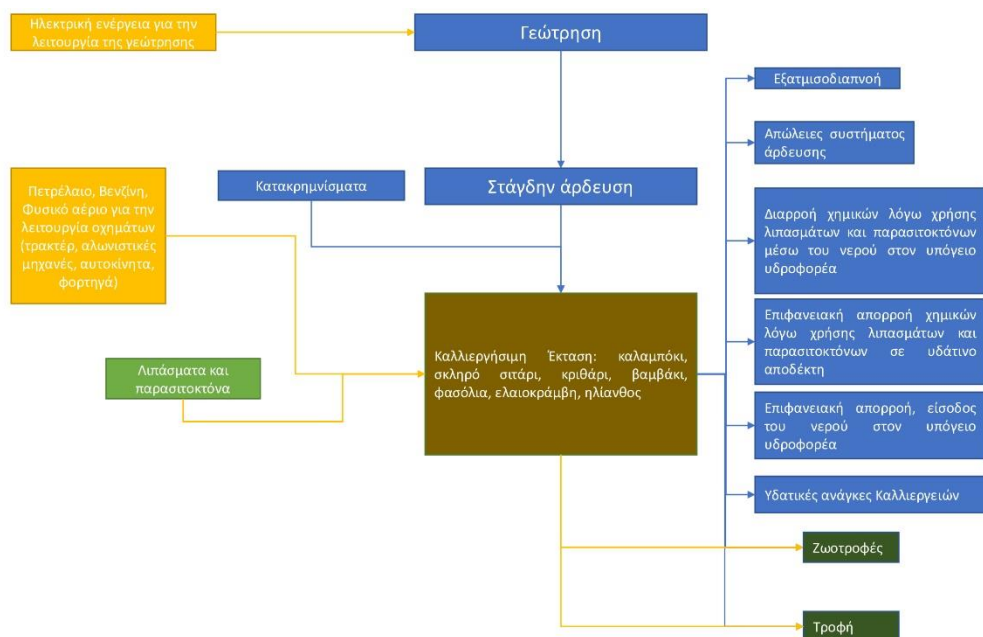 Ηλεκτρική ενέργεια για την
λειτουργία της γεώτρησης
Γεώτρηση
Εξατμισοδιαπνοή
Απώλειες συστήματος
άρδευσης
Κατακρημνίσματα
Στάγδην άρδευση
Πετρέλαιο, Βενζίνη,
Φυσικό αέριο για την
λειτουργία οχημάτων
(τρακτέρ, αλωνιστικές
μηχανές, αυτοκίνητα,
φορτηγά)
Διαρροή χημικών λόγω χρήσης
λιπασμάτων και παρασιτοκτόνων
μέσω του νερού στον υπόγειο
υδροφορέα
Λιπάσματα και
παρασιτοκτόνα
Καλλιεργήσιμη Έκταση: καλαμπόκι,
σκληρό σιτάρι, κριθάρι, βαμβάκι,
φασόλια, ελαιοκράμβη, ηλίανθος
Επιφανειακή απορροή χημικών
λόγω χρήσης λιπασμάτων και
παρασιτοκτόνων σε υδάτινο
αποδέκτη
Επιφανειακή απορροή, είσοδος
του νερού στον υπόγειο
υδροφορέα
Υδατικές ανάγκες Καλλιεργειών
Ζωοτροφές
Τροφή